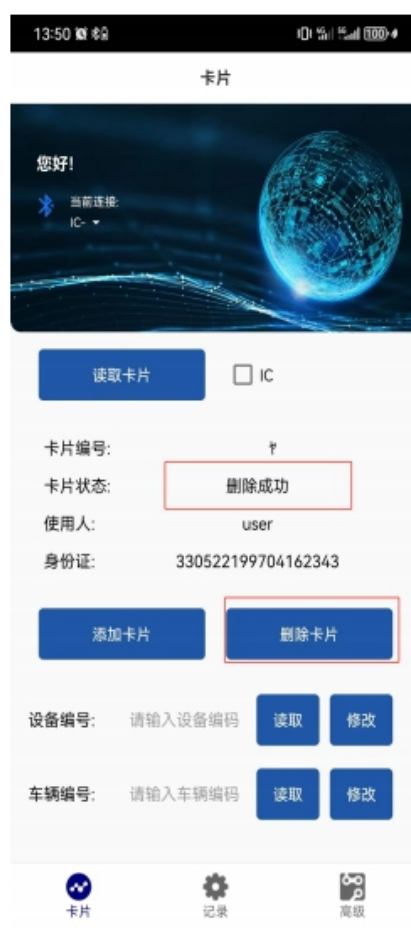 13:50
100
卡片
您好!
当前连接:
IC-
读取卡片
IC
卡片编号:
卡片状态: 删除成功
使用人: user
身份证: 330522199704162343
添加卡片 删除卡片
设备编号: 请输入设备编码 读取 修改
车辆编号: 请输入车辆编码 读取 修改
卡片 记录 高级